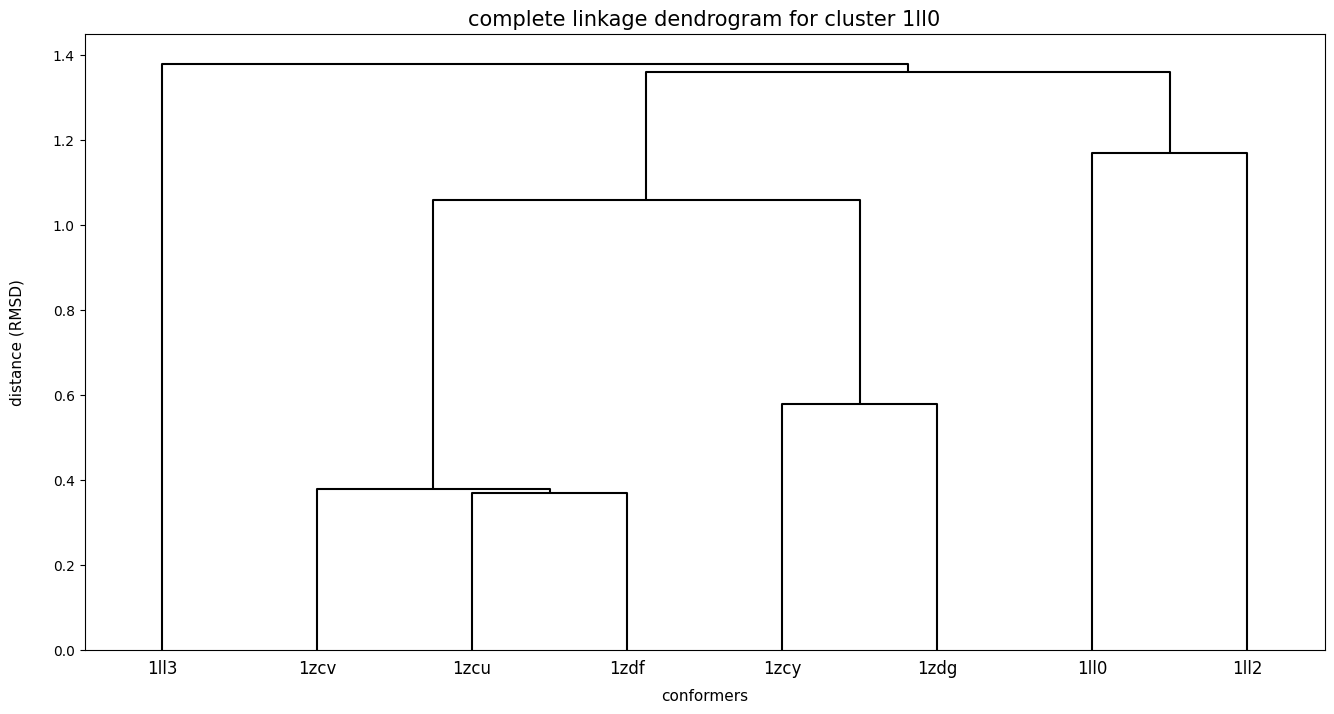 complete linkage dendrogram for cluster 1ll0
1.4
1.2
1.0
0.8
0.6
0.4
0.2
0.0
distance (RMSD)
1ll3 1zcv 1zcu 1zdf 1zcy 1zdg 1ll0 1ll2
conformers